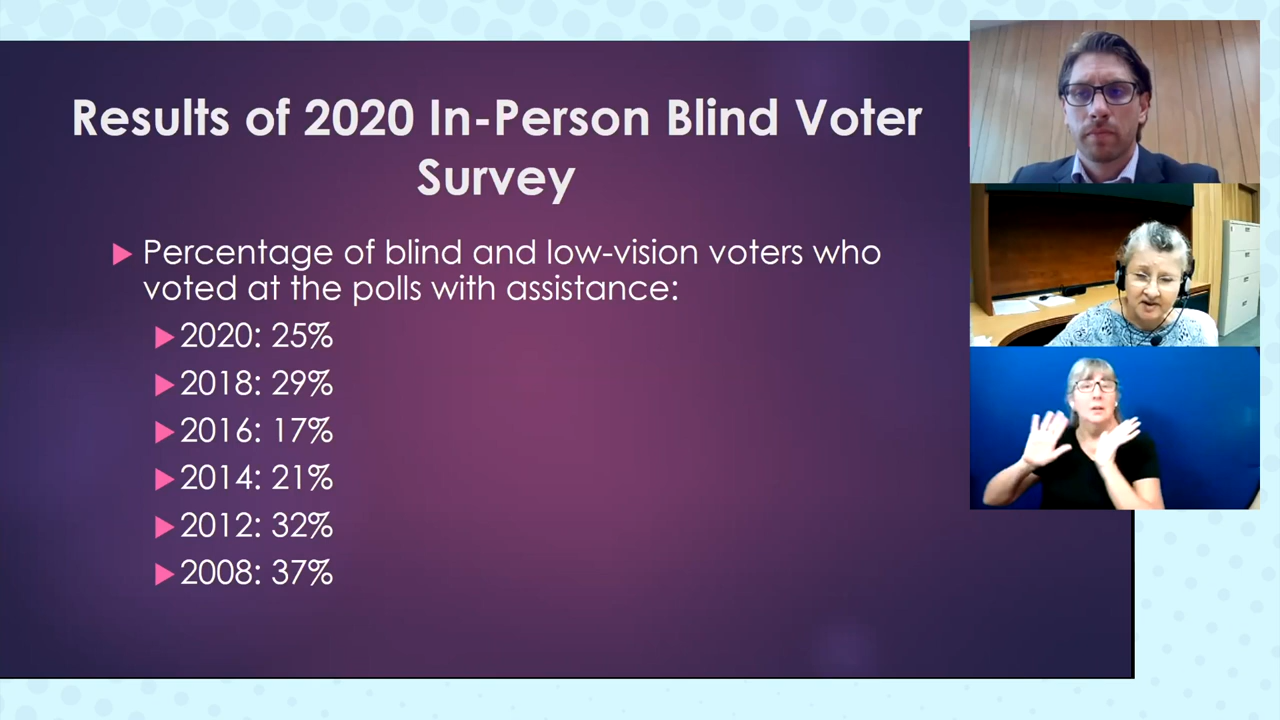 Results of 2020 In-Person Blind Voter
Survey
Percentage of blind and low-vision voters who
voted at the polls with assistance:
2020: 25%
2018: 29%
2016: 17%
2014: 21%
2012: 32%
2008: 37%